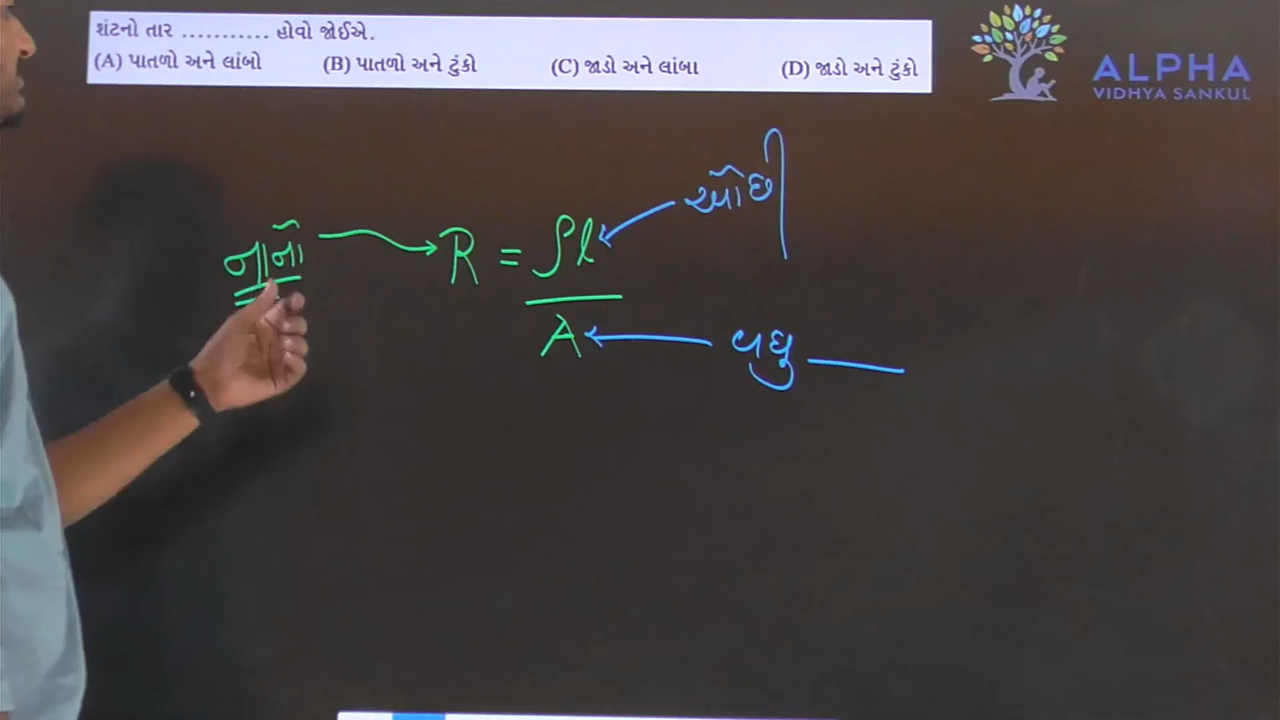 શંટનો તાર ........... હોવો જોઈએ.
(A) પાતળો અને લાંબો (B) પાતળો અને ટુંકો (C) જાડો અને લાંબા (D) જાડો અને ટુંકો
ALPHA
VIDHYA SANKUL
ઓછી
નાનો → R = ρl
A ← વધુ